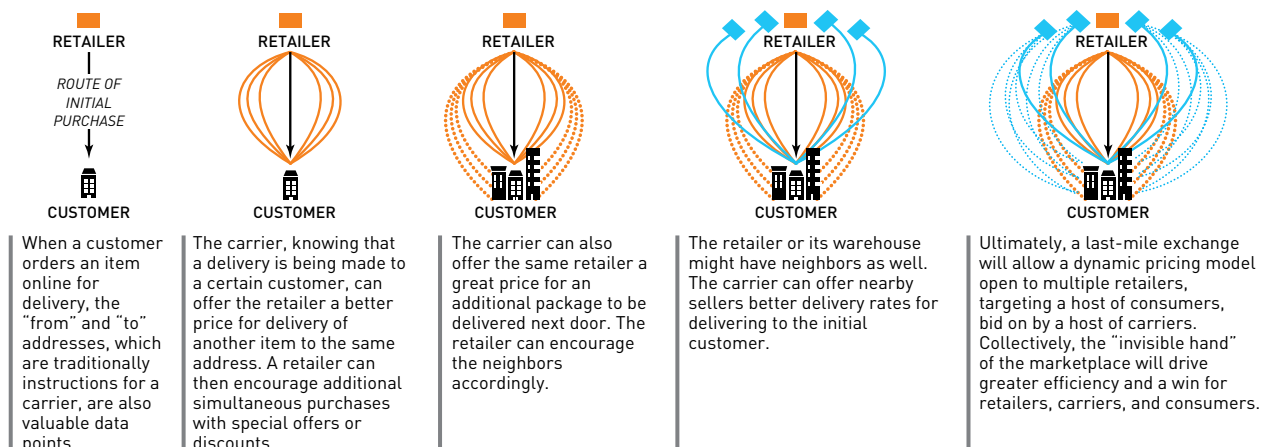 RETAILER
ROUTE OF
INITIAL
PURCHASE
CUSTOMER
When a customer
orders an item
online for
delivery, the
“from” and “to”
addresses, which
are traditionally
instructions for a
carrier, are also
valuable data
points.
RETAILER
CUSTOMER
The carrier, knowing that
a delivery is being made to
a certain customer, can
offer the retailer a better
price for delivery of
another item to the same
address. A retailer can
then encourage additional
simultaneous purchases
with special offers or
discounts.
RETAILER
CUSTOMER
The carrier can also
offer the same retailer a
great price for an
additional package to be
delivered next door. The
retailer can encourage
the neighbors
accordingly.
RETAILER
CUSTOMER
The retailer or its warehouse
might have neighbors as well.
The carrier can offer nearby
sellers better delivery rates for
delivering to the initial
customer.
RETAILER
CUSTOMER
Ultimately, a last-mile exchange
will allow a dynamic pricing model
open to multiple retailers,
targeting a host of consumers,
bid on by a host of carriers.
Collectively, the “invisible hand”
of the marketplace will drive
greater efficiency and a win for
retailers, carriers, and consumers.